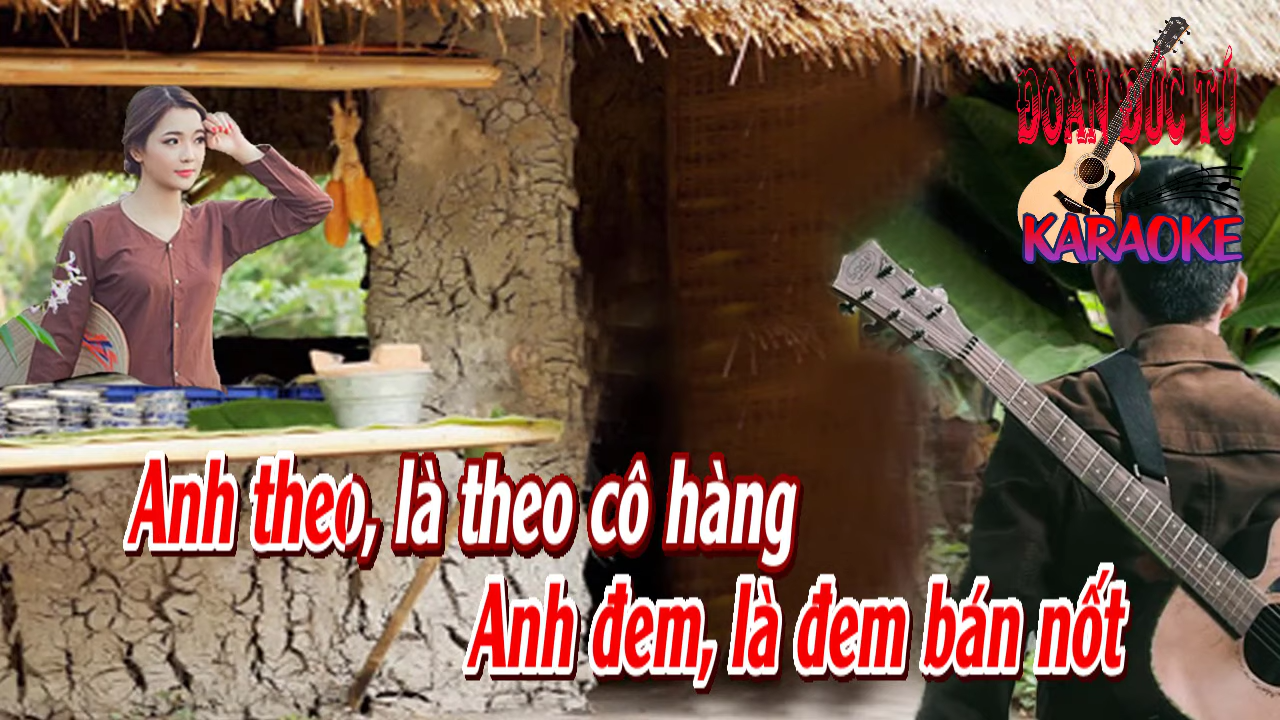 ĐOÀN ĐỨC TÚ
KARAOKE
Anh theo, là theo cô hàng
Anh đem, là đem bán nốt